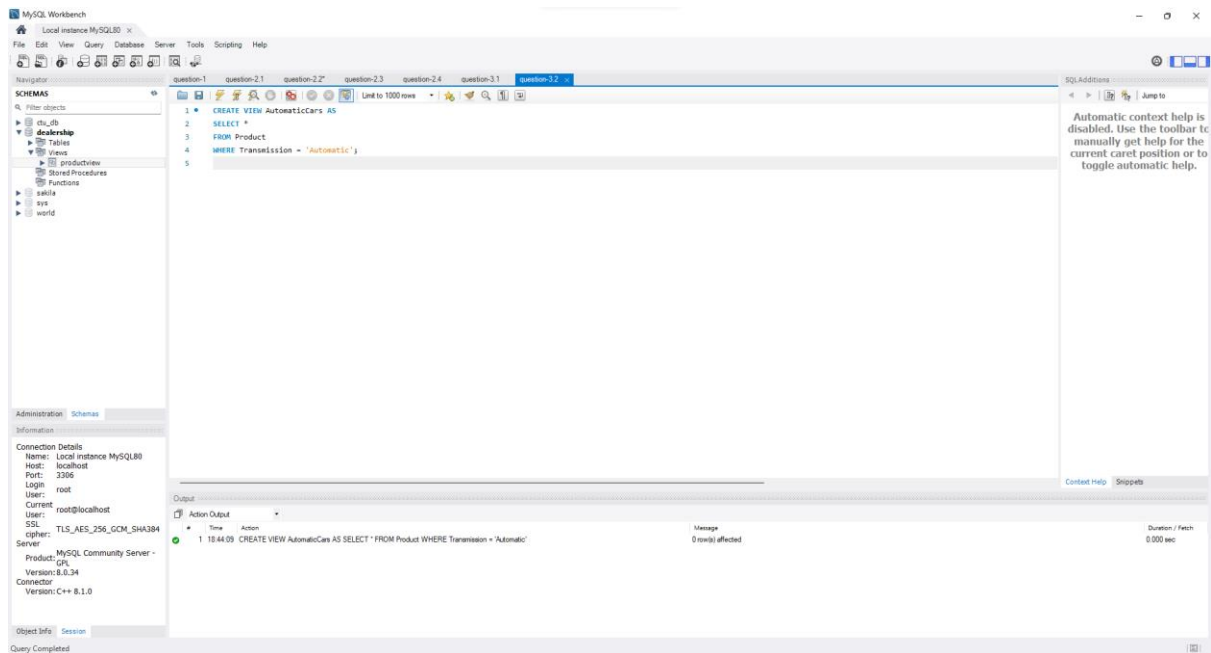 MySQL Workbench
Local instance MySQL80 ×
File Edit View Query Database Server Tools Scripting Help
Navigator
SCHEMAS
Filter objects
ctu_db
dealership
Tables
Views
productview
Stored Procedures
Functions
sakila
sys
world
Administration Schemas
Information
Connection Details
Name: Local instance MySQL80
Host: localhost
Port: 3306
Login User: root
Current User: root@localhost
SSL cipher: TLS_AES_256_GCM_SHA384
Server
Product: MySQL Community Server - GPL
Version: 8.0.34
Connector
Version: C++ 8.1.0
Object Info Session
Query Completed
question-1 question-2.1 question-2.2* question-2.3 question-2.4 question-3.1 question-3.2 ×
Limit to 1000 rows
1 CREATE VIEW AutomaticCars AS
2 SELECT *
3 FROM Product
4 WHERE Transmission = 'Automatic';
5
Output
Action Output
# Time Action Message Duration / Fetch
1 18:44:09 CREATE VIEW AutomaticCars AS SELECT * FROM Product WHERE Transmission = 'Automatic' 0 row(s) affected 0.000 sec
SQLAdditions
Jump to
Automatic context help is
disabled. Use the toolbar to
manually get help for the
current caret position or to
toggle automatic help.
Context Help Snippets